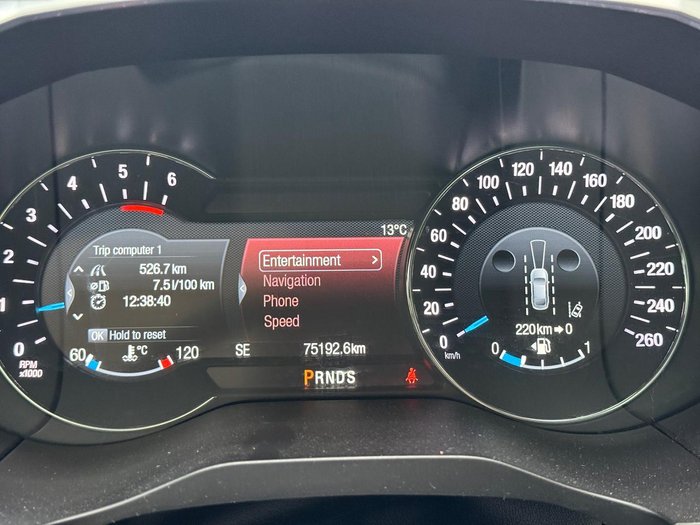 0
1
2
3
4
5
6
RPM
x1000
Trip computer 1
526.7 km
7.5 l/100 km
12:38:40
OK Hold to reset
60 °C 120
13°C
Entertainment >
Navigation
Phone
Speed
SE 75192.6km
PRNDS
0
20
40
60
80
100
120
140
160
180
200
220
240
260
km/h
220km→0
0 1